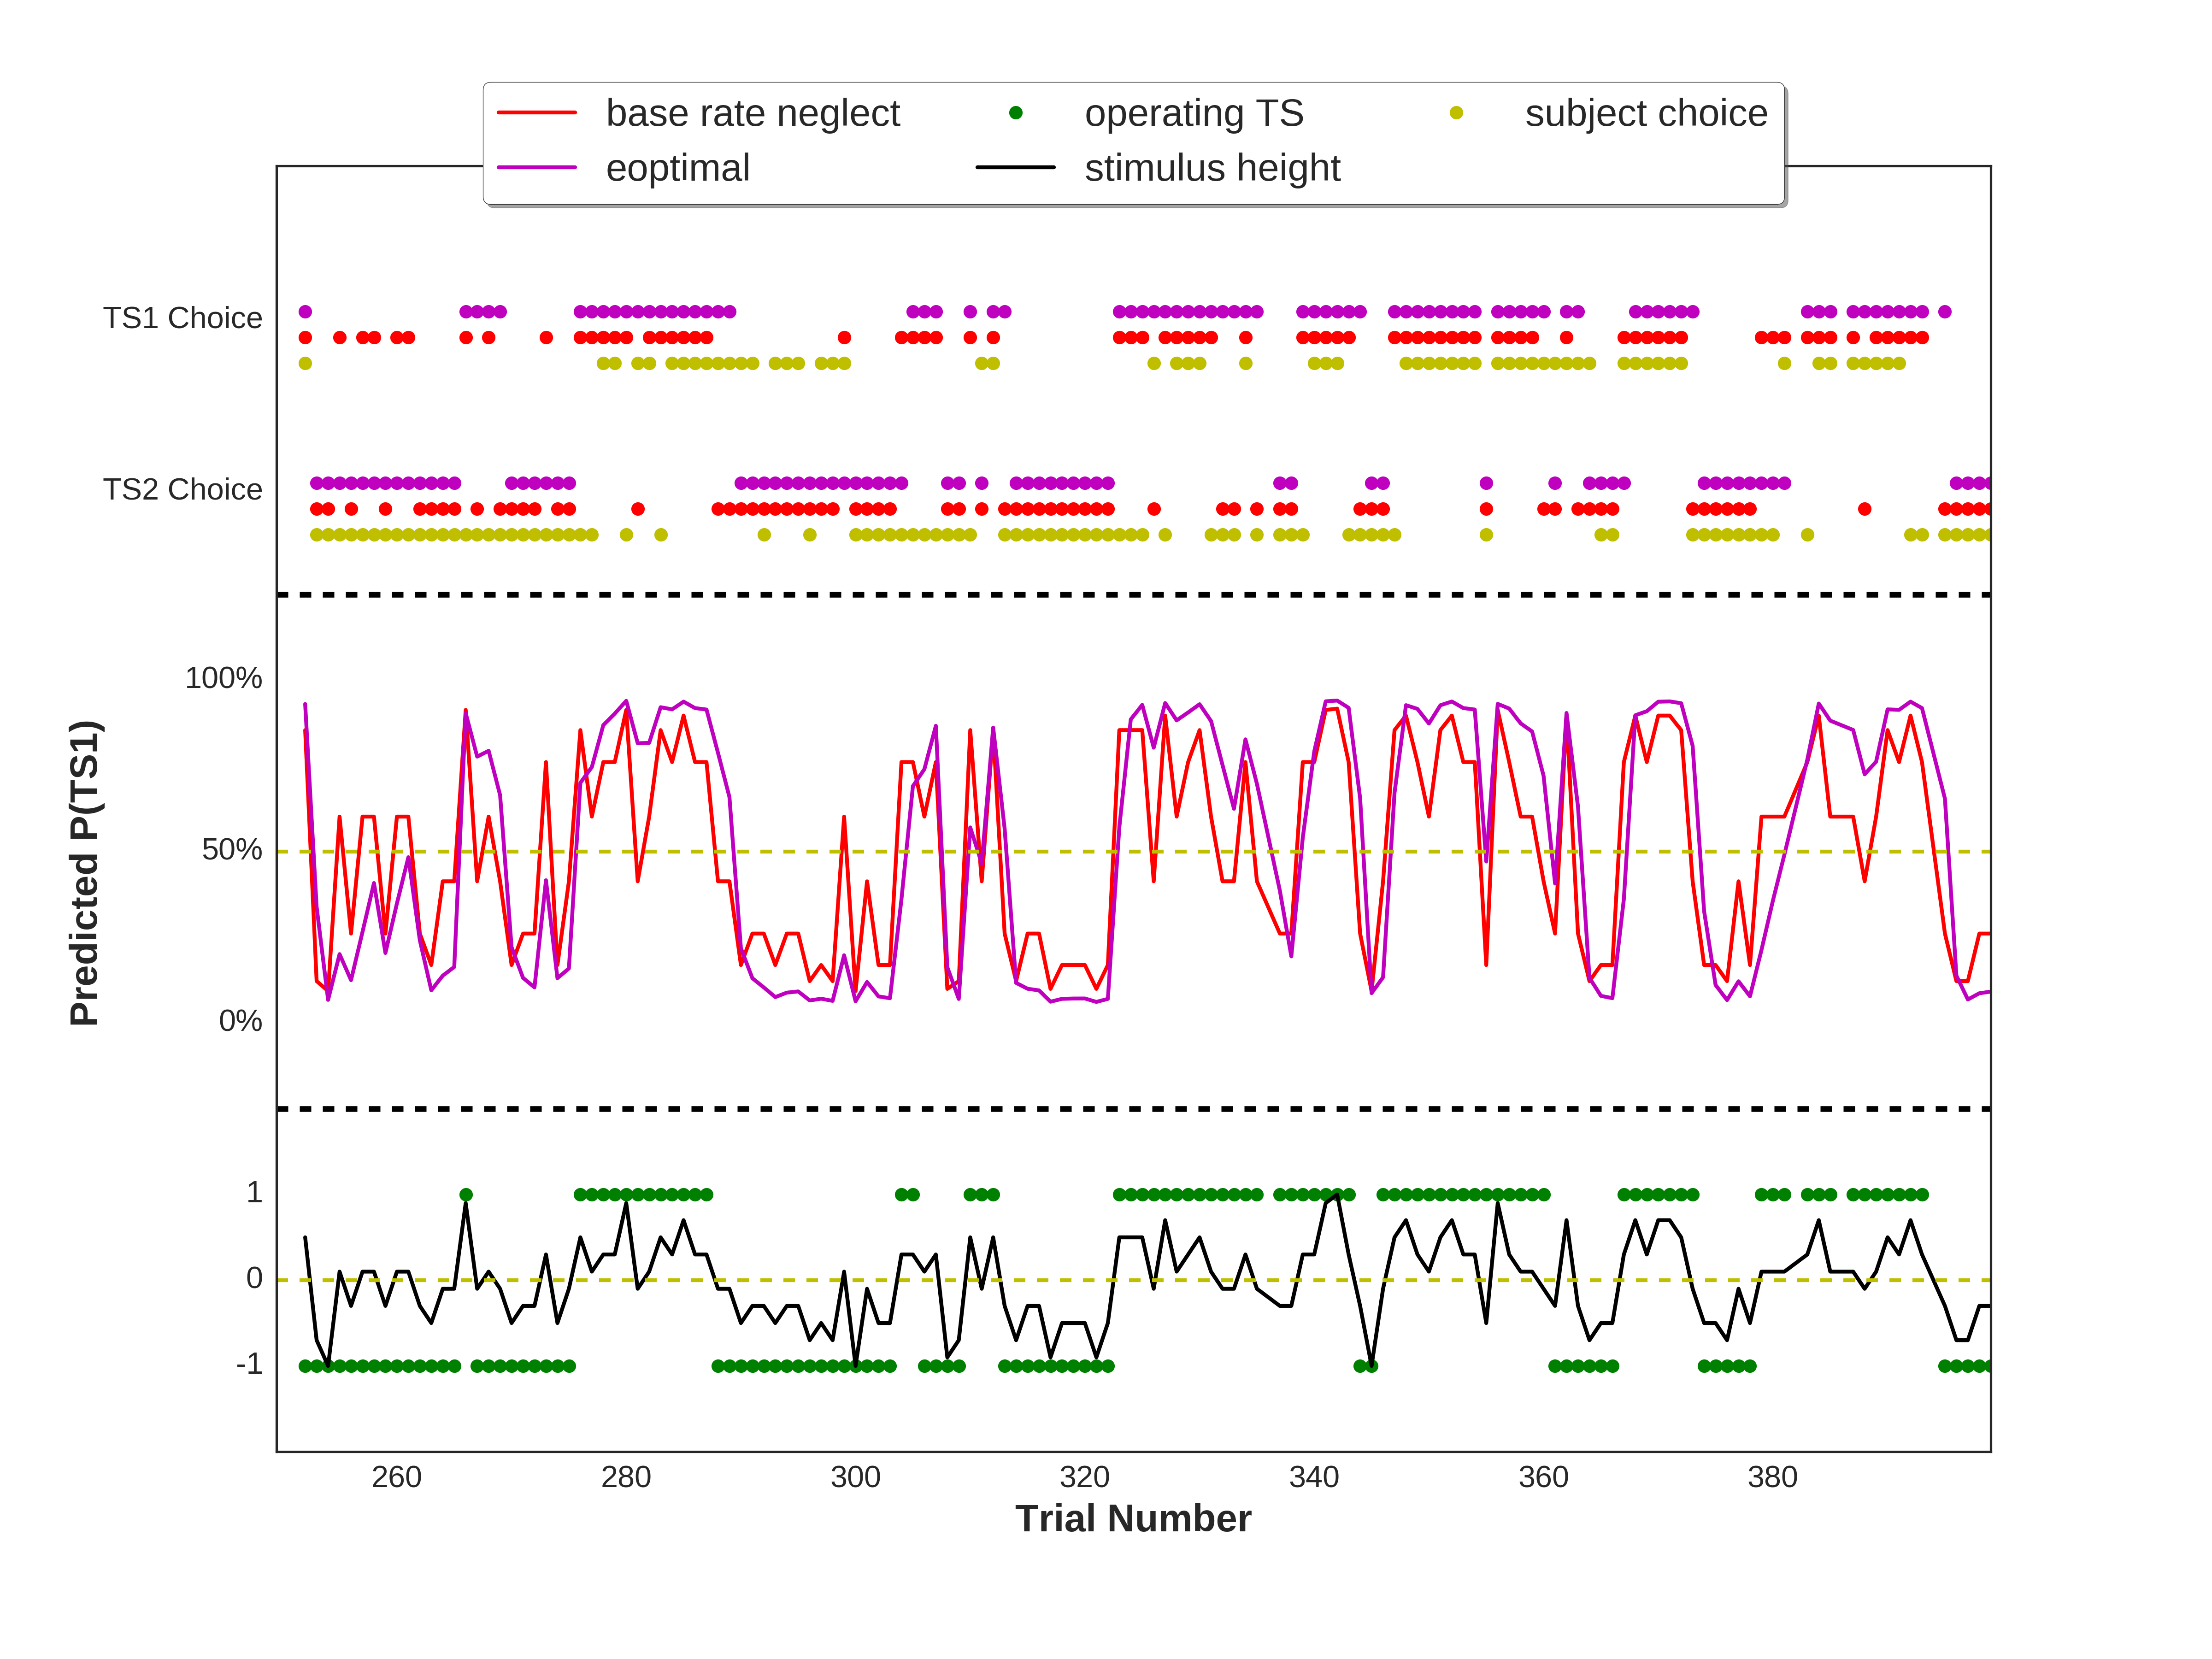 base rate neglect
operating TS
subject choice
eoptimal
stimulus height
TS1 Choice
TS2 Choice
100%
50%
0%
Predicted P(TS1)
1
0
-1
260 280 300 320 340 360 380
Trial Number